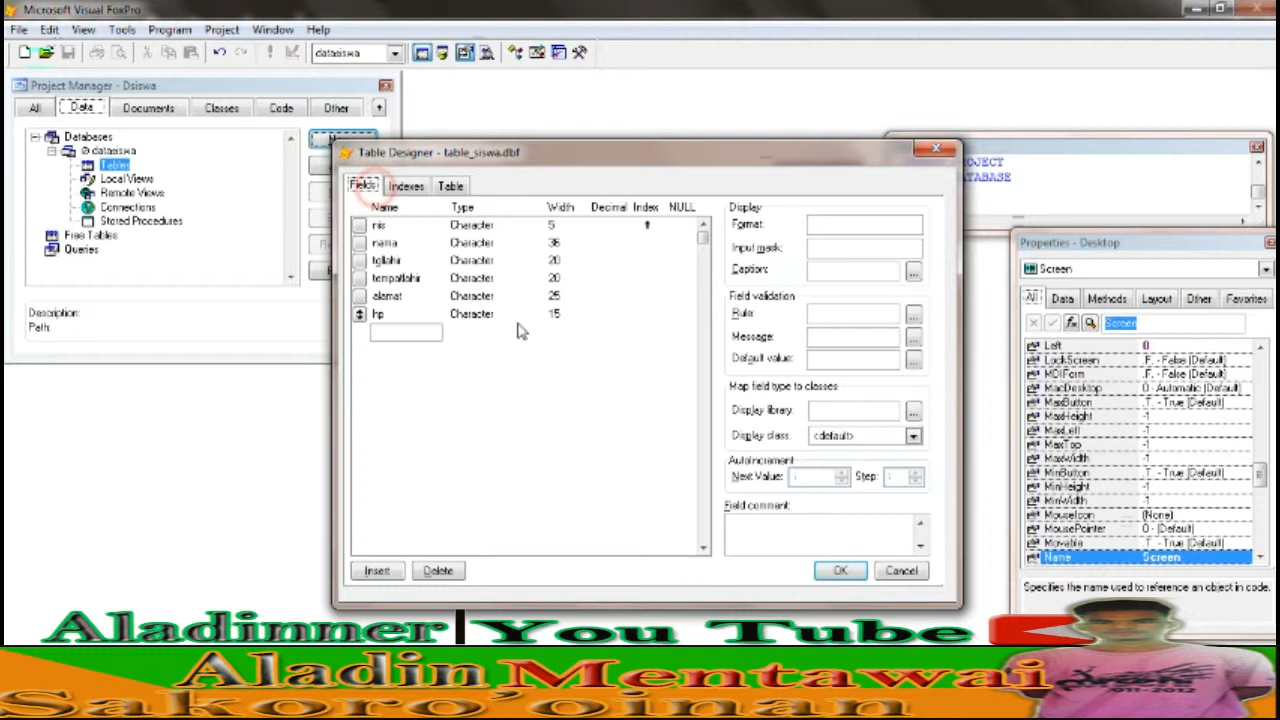 Microsoft Visual FoxPro
File Edit View Tools Program Project Window Help
datasiswa
Project Manager - Dsiswa
All Data Documents Classes Code Other
Databases
datasiswa
Tables
Local Views
Remote Views
Connections
Stored Procedures
Free Tables
Queries
Description:
Path:
Table Designer - table_siswa.dbf
Fields Indexes Table
Name Type Width Decimal Index NULL
nis Character 5
nama Character 36
tgllahir Character 20
tempatlahir Character 20
alamat Character 25
hp Character 15
Insert Delete
Display
Format:
Input mask:
Caption:
Field validation
Rule:
Message:
Default value:
Map field type to classes
Display library:
Display class: <default>
AutoIncrement
Next Value: Step:
Field comment:
OK Cancel
OJECT
ABASE
Properties - Desktop
Screen
All Data Methods Layout Other Favorites
Screen
Left 0
LockScreen .F. - False (Default)
MDIForm .F. - False (Default)
MacDesktop 0 - Automatic (Default)
MaxButton .T. - True (Default)
MaxHeight -1
MaxLeft -1
MaxTop -1
MaxWidth -1
MinButton .T. - True (Default)
MinHeight -1
MinWidth -1
MouseIcon (None)
MousePointer 0 - (Default)
Movable .T. - True (Default)
Name Screen
Specifies the name used to reference an object in code.
Aladinner You Tube
Aladin Mentawai
Sakoro'oinan
011-2012